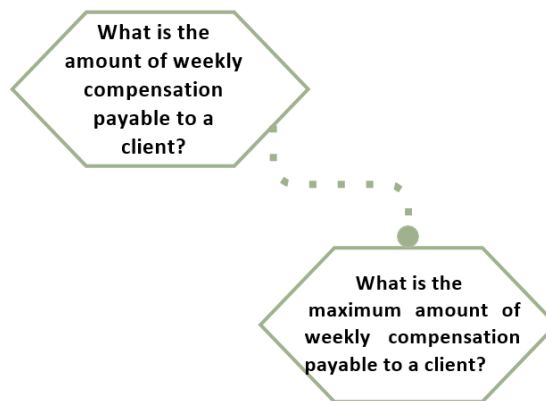 What is the
amount of weekly
compensation
payable to a
client?
What is the
maximum amount of
weekly compensation
payable to a client?